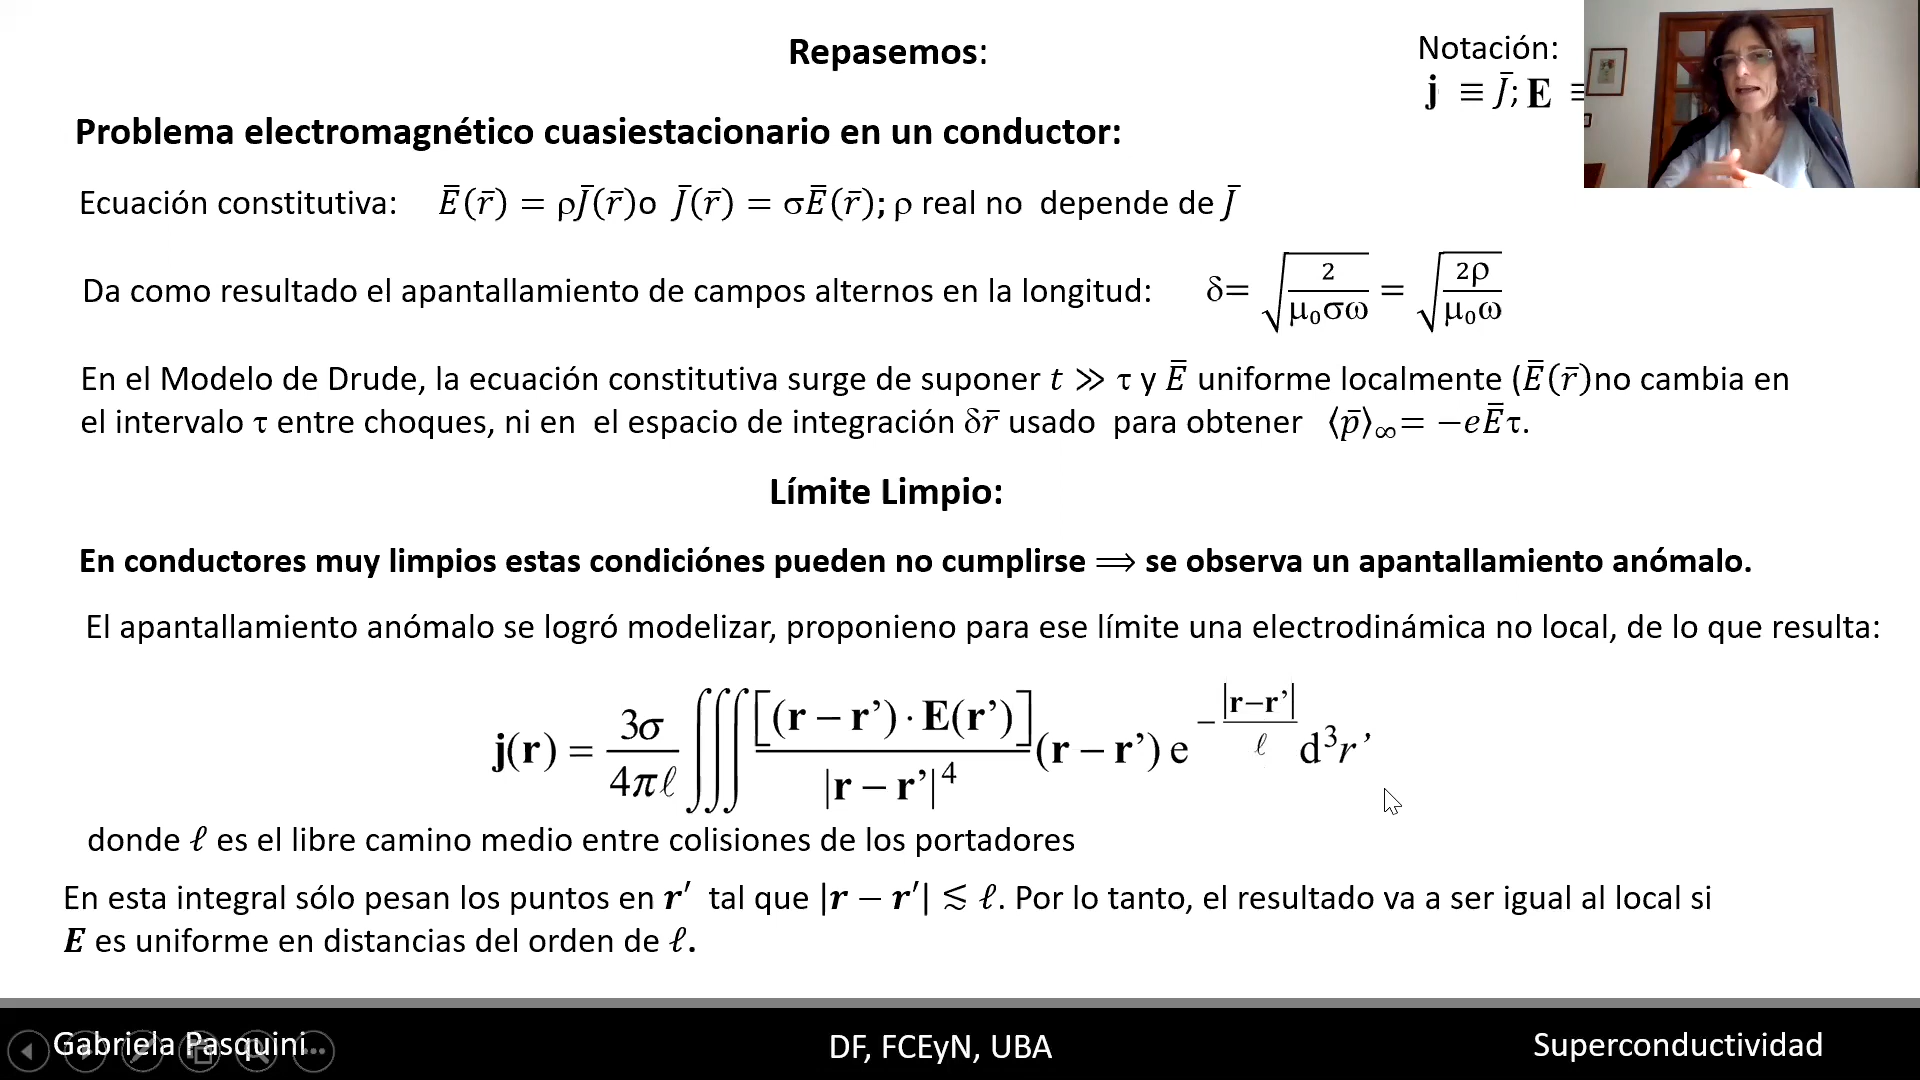 Repasemos:
Notación:
j ≡ J̄; E ≡
Problema electromagnético cuasiestacionario en un conductor:
Ecuación constitutiva: Ē(r̄) = ρJ̄(r̄)o J̄(r̄) = σĒ(r̄); ρ real no depende de J̄
Da como resultado el apantallamiento de campos alternos en la longitud: δ= √(2/(μ₀σω)) = √(2ρ/(μ₀ω))
En el Modelo de Drude, la ecuación constitutiva surge de suponer t ≫ τ y Ē uniforme localmente (Ē(r̄)no cambia en
el intervalo τ entre choques, ni en el espacio de integración δr̄ usado para obtener ⟨p̄⟩∞= −eĒτ.
Límite Limpio:
En conductores muy limpios estas condiciónes pueden no cumplirse ⟹ se observa un apantallamiento anómalo.
El apantallamiento anómalo se logró modelizar, proponieno para ese límite una electrodinámica no local, de lo que resulta:
j(r) = 3σ/(4πℓ) ∭ [(r − r’) · E(r’)]/|r − r’|⁴ (r − r’) e^(−|r−r’|/ℓ) d³r’
donde ℓ es el libre camino medio entre colisiones de los portadores
En esta integral sólo pesan los puntos en r′ tal que |r − r′| ≲ ℓ. Por lo tanto, el resultado va a ser igual al local si
E es uniforme en distancias del orden de ℓ.
Gabriela Pasquini
DF, FCEyN, UBA
Superconductividad